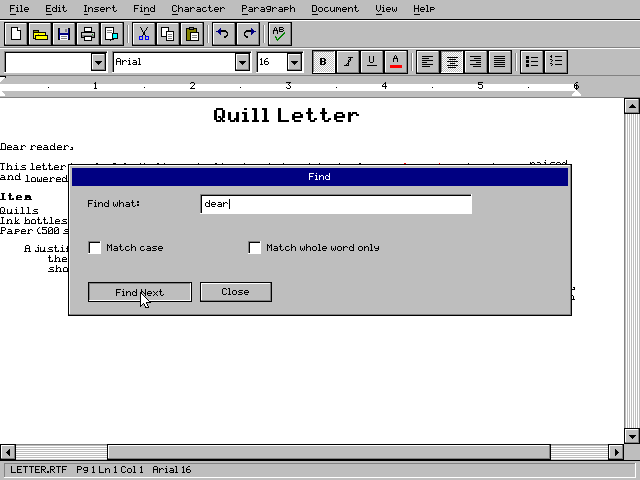 File Edit Insert Find Character Paragraph Document View Help
Arial 16 B I U A
1 2 3 4 5 6
Quill Letter
Dear reader,
This letter raised
and lowered
Find
Find what: dear
Item
Quills
Ink bottles
Paper (500 s
Match case Match whole word only
A justif
the
sho
Find Next Close
LETTER.RTF Pg 1 Ln 1 Col 1 Arial 16